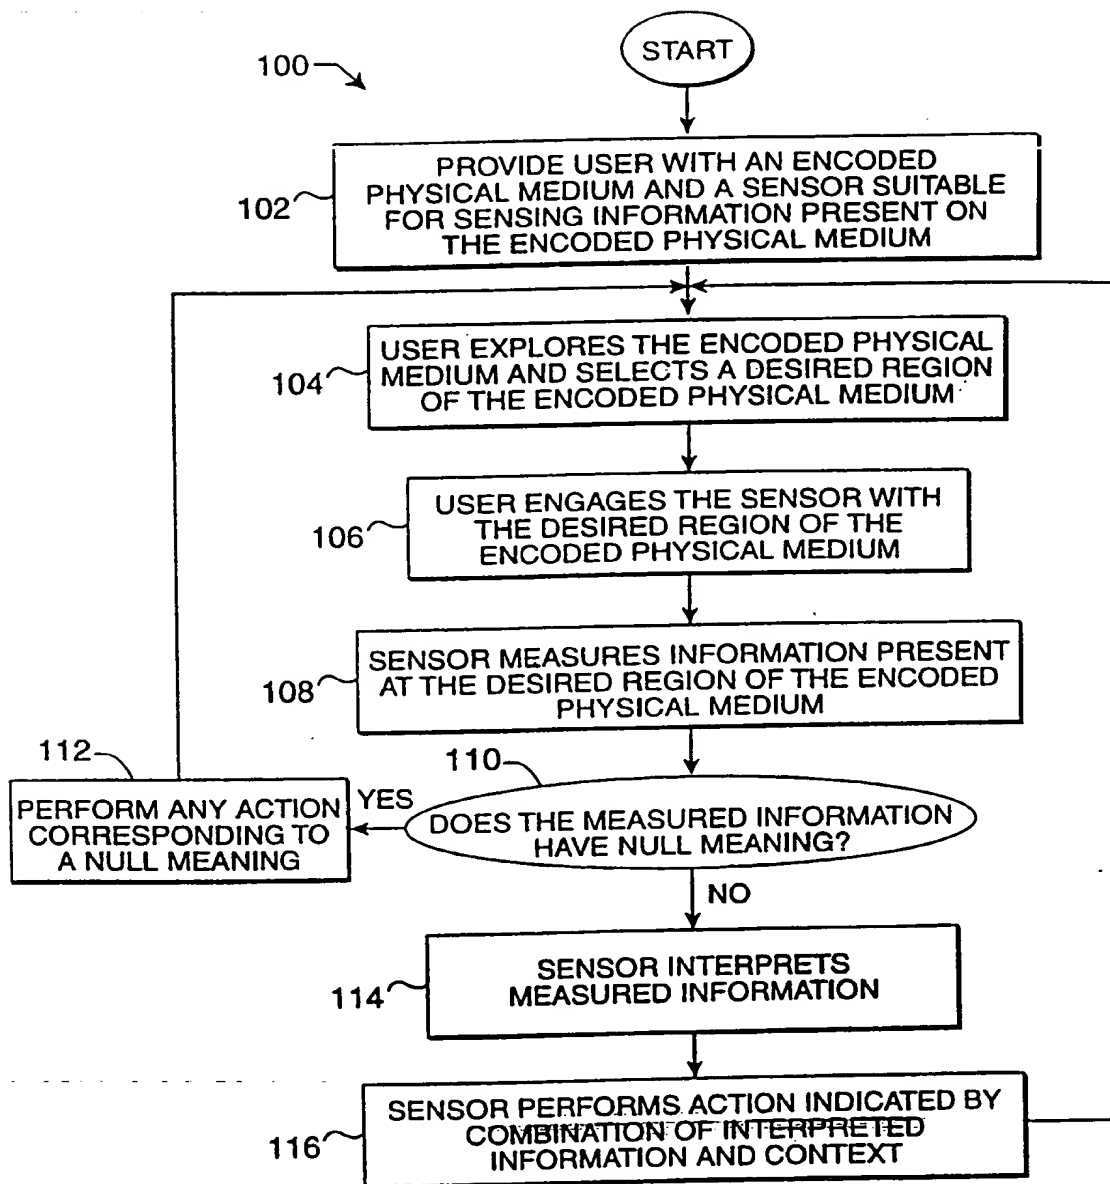 START
100
PROVIDE USER WITH AN ENCODED
PHYSICAL MEDIUM AND A SENSOR SUITABLE
FOR SENSING INFORMATION PRESENT ON
THE ENCODED PHYSICAL MEDIUM
102
USER EXPLORES THE ENCODED PHYSICAL
MEDIUM AND SELECTS A DESIRED REGION
OF THE ENCODED PHYSICAL MEDIUM
104
USER ENGAGES THE SENSOR WITH
THE DESIRED REGION OF THE
ENCODED PHYSICAL MEDIUM
106
SENSOR MEASURES INFORMATION PRESENT
AT THE DESIRED REGION OF THE ENCODED
PHYSICAL MEDIUM
108
110
DOES THE MEASURED INFORMATION
HAVE NULL MEANING?
YES
112
PERFORM ANY ACTION
CORRESPONDING TO
A NULL MEANING
NO
SENSOR INTERPRETS
MEASURED INFORMATION
114
SENSOR PERFORMS ACTION INDICATED BY
COMBINATION OF INTERPRETED
INFORMATION AND CONTEXT
116